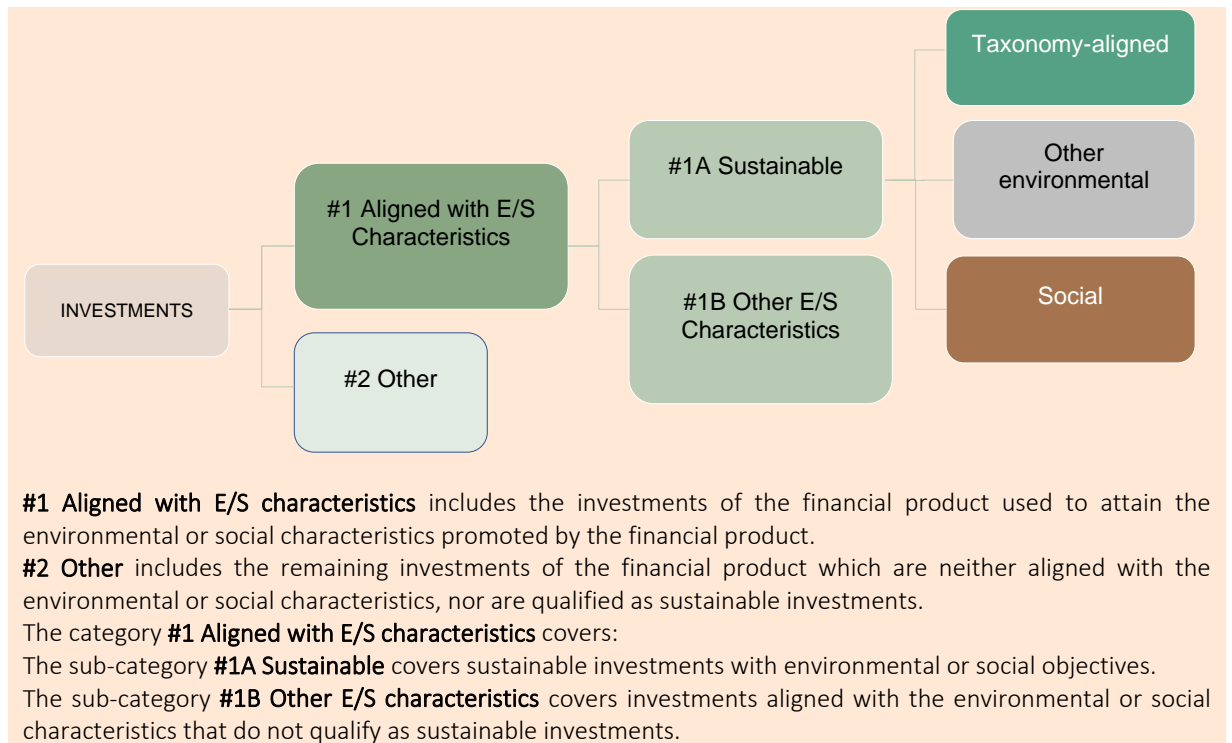 Taxonomy-aligned
Other
environmental
#1A Sustainable
#1 Aligned with E/S
Characteristics
#1B Other E/S
Characteristics
Social
INVESTMENTS
#2 Other
#1 Aligned with E/S characteristics includes the investments of the financial product used to attain the
environmental or social characteristics promoted by the financial product.
#2 Other includes the remaining investments of the financial product which are neither aligned with the
environmental or social characteristics, nor are qualified as sustainable investments.
The category #1 Aligned with E/S characteristics covers:
The sub-category #1A Sustainable covers sustainable investments with environmental or social objectives.
The sub-category #1B Other E/S characteristics covers investments aligned with the environmental or social
characteristics that do not qualify as sustainable investments.